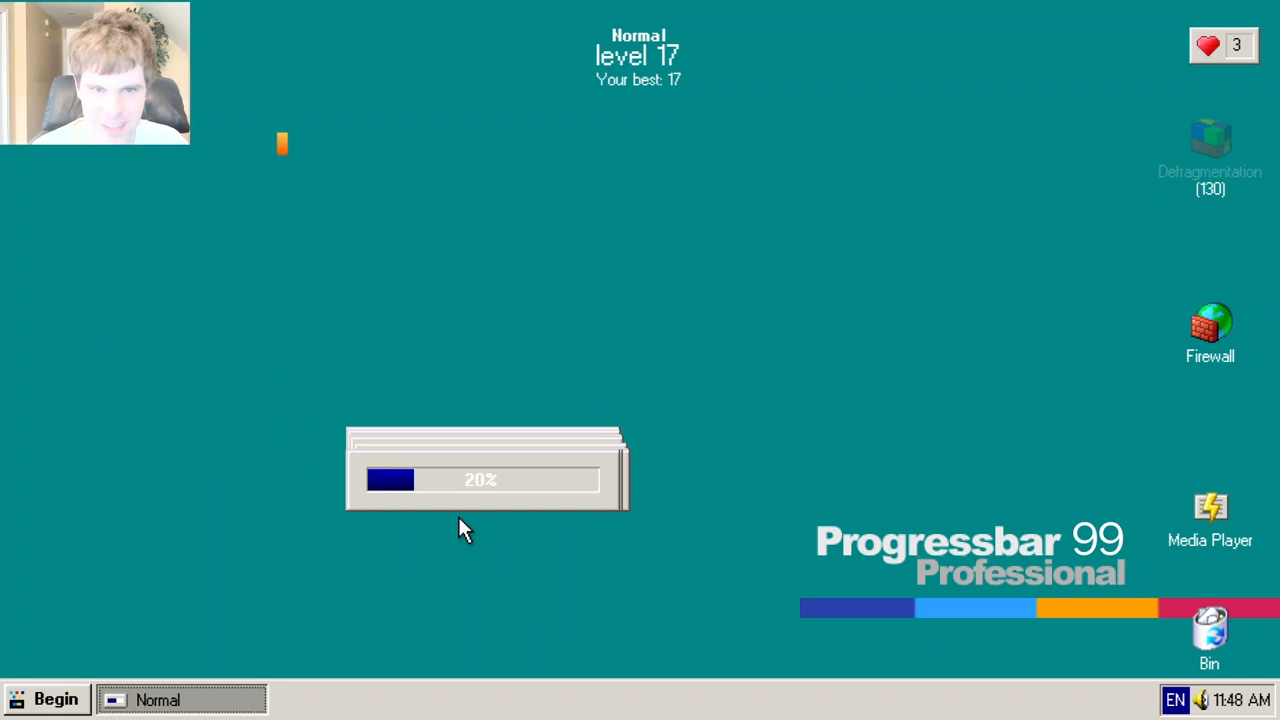 Normal
level 17
Your best: 17
3
Defragmentation
(130)
Firewall
20%
Media Player
Progressbar 99
Professional
Bin
Begin
Normal
EN
11:48 AM